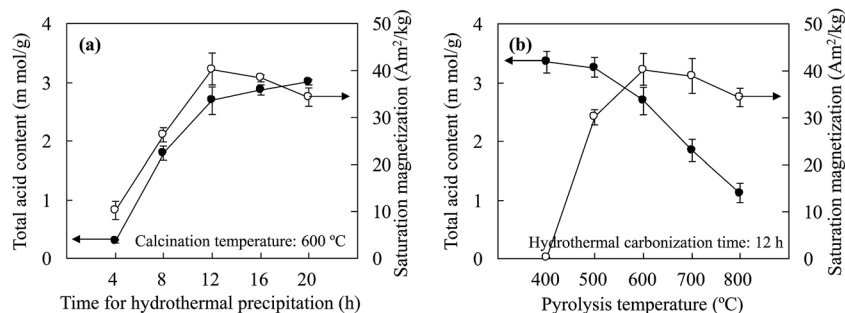 (a)
Total acid content (m mol/g)
4
3
2
1
0
50
40
30
20
10
0
Saturation magnetization (Am²/kg)
Calcination temperature: 600 ºC
4 8 12 16 20
Time for hydrothermal precipitation (h)
(b)
Total acid content (m mol/g)
4
3
2
1
0
50
40
30
20
10
0
Saturation magnetization (Am²/kg)
Hydrothermal carbonization time: 12 h
400 500 600 700 800
Pyrolysis temperature (ºC)